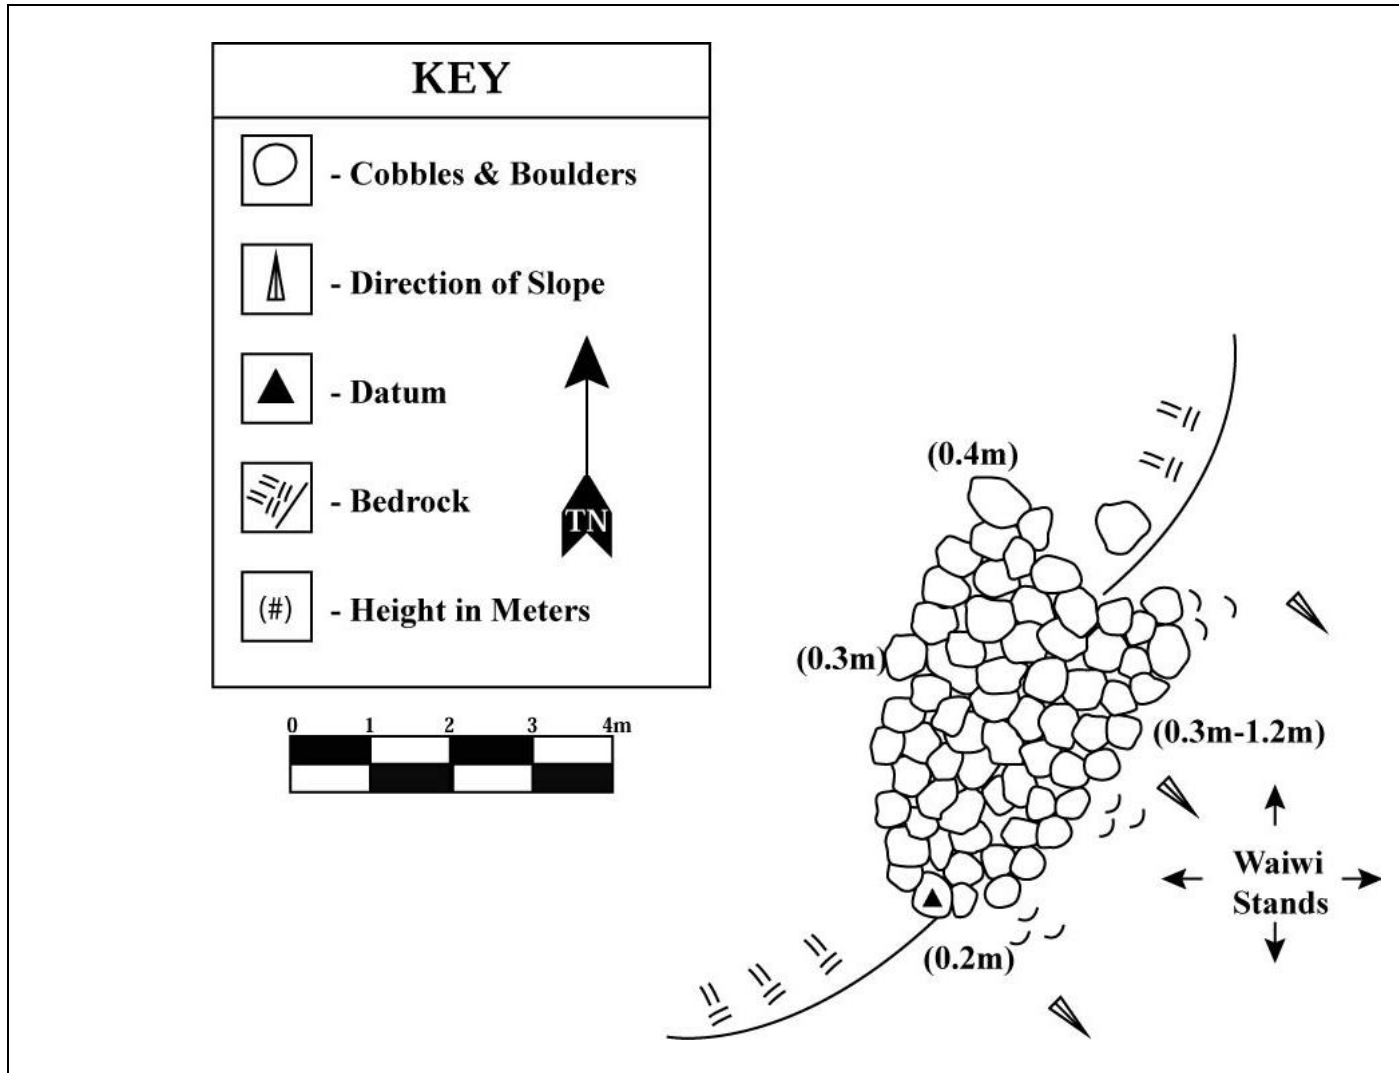 KEY
- Cobbles & Boulders
- Direction of Slope
- Datum
TN
- Bedrock
(#) - Height in Meters
0 1 2 3 4m
(0.4m)
(0.3m)
(0.3m-1.2m)
Waiwi
Stands
(0.2m)